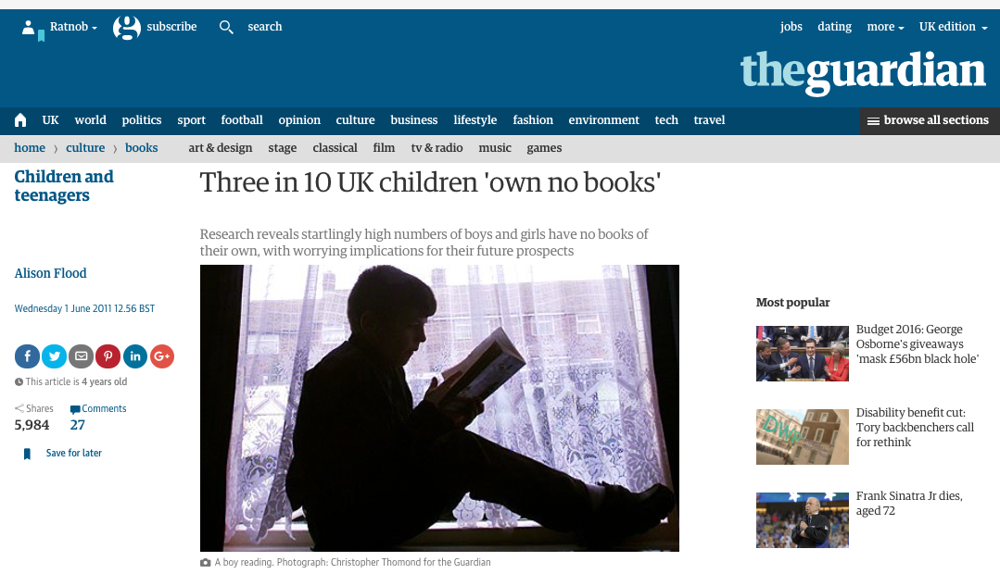 Ratnob
subscribe
search
jobs
dating
more
UK edition
theguardian
UK
world
politics
sport
football
opinion
culture
business
lifestyle
fashion
environment
tech
travel
browse all sections
home
culture
books
art & design
stage
classical
film
tv & radio
music
games
Children and
teenagers
Three in 10 UK children 'own no books'
Research reveals startlingly high numbers of boys and girls have no books of
their own, with worrying implications for their future prospects
Alison Flood
Wednesday 1 June 2011 12.56 BST
This article is 4 years old
Shares
5,984
Comments
27
Save for later
A boy reading. Photograph: Christopher Thomond for the Guardian
Most popular
Budget 2016: George
Osborne's giveaways
'mask £56bn black hole'
DWP
Disability benefit cut:
Tory backbenchers call
for rethink
Frank Sinatra Jr dies,
aged 72